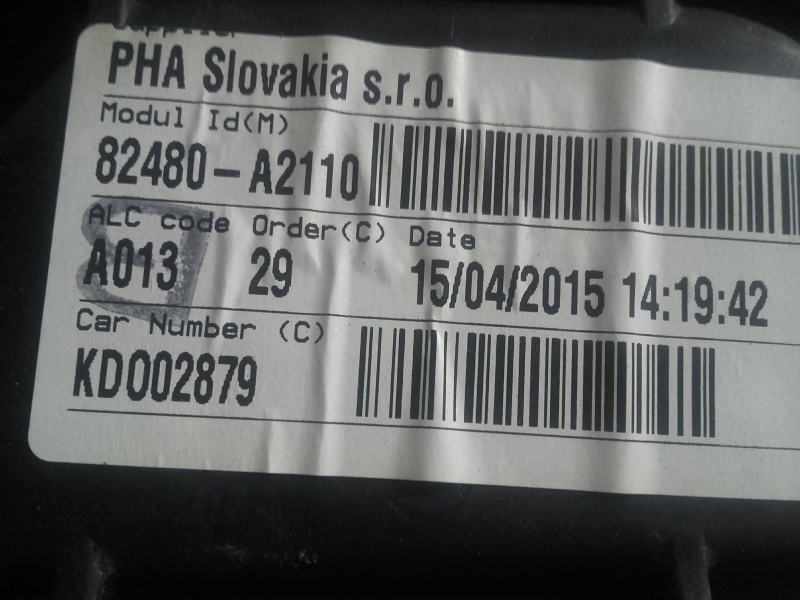 Supplier
PHA Slovakia s.r.o.
Modul Id(M)
82480-A2110
ALC code Order(C) Date
A013 29 15/04/2015 14:19:42
Car Number (C)
KD002879